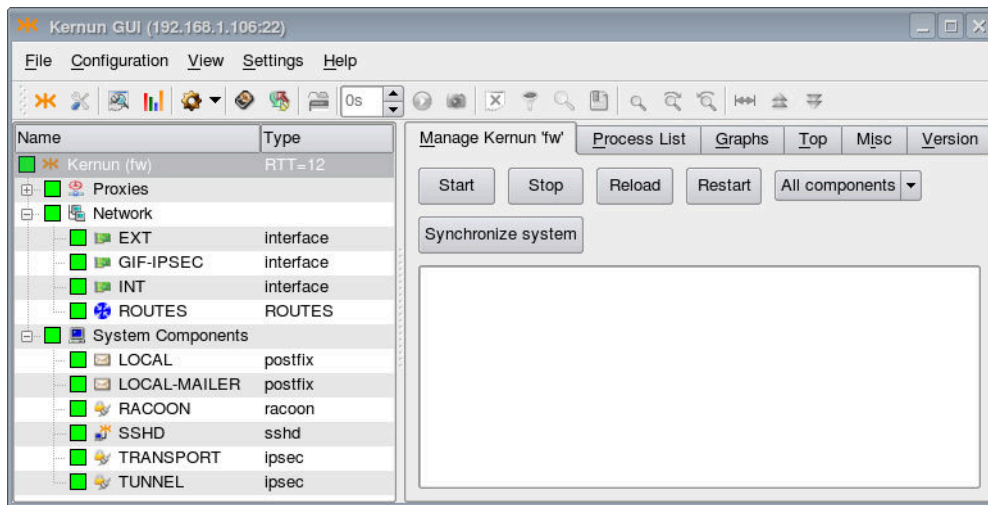 Kernun GUI (192.168.1.106:22)
File Configuration View Settings Help
0s
Name Type
Kernun (fw) RTT=12
Proxies
Network
EXT interface
GIF-IPSEC interface
INT interface
ROUTES ROUTES
System Components
LOCAL postfix
LOCAL-MAILER postfix
RACOON racoon
SSHD sshd
TRANSPORT ipsec
TUNNEL ipsec
Manage Kernun 'fw' Process List Graphs Top Misc Version
Start Stop Reload Restart All components
Synchronize system